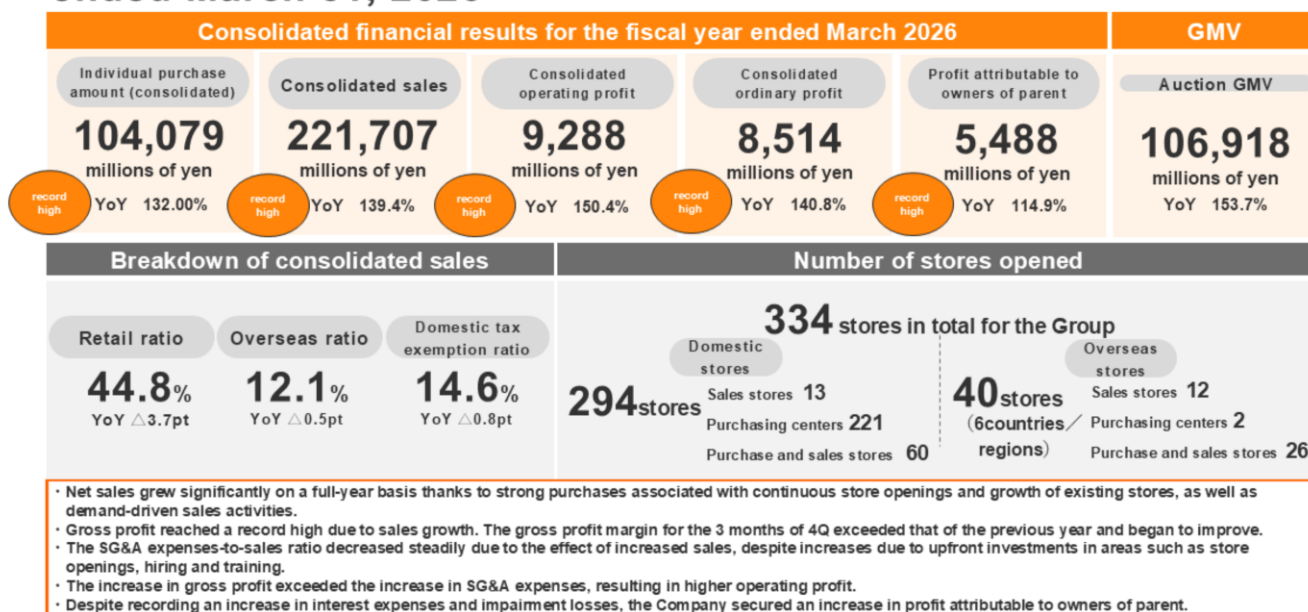 ended March 31, 2026
Consolidated financial results for the fiscal year ended March 2026
GMV
Individual purchase
amount (consolidated)
104,079
millions of yen
record
high
YoY 132.00%
Consolidated sales
221,707
millions of yen
record
high
YoY 139.4%
Consolidated
operating profit
9,288
millions of yen
record
high
YoY 150.4%
Consolidated
ordinary profit
8,514
millions of yen
record
high
YoY 140.8%
Profit attributable to
owners of parent
5,488
millions of yen
record
high
YoY 114.9%
Auction GMV
106,918
millions of yen
YoY 153.7%
Breakdown of consolidated sales
Retail ratio
44.8%
YoY △3.7pt
Overseas ratio
12.1%
YoY △0.5pt
Domestic tax
exemption ratio
14.6%
YoY △0.8pt
Number of stores opened
334 stores in total for the Group
Domestic
stores
294stores
Sales stores 13
Purchasing centers 221
Purchase and sales stores 60
Overseas
stores
40stores
(6countries/
regions)
Sales stores 12
Purchasing centers 2
Purchase and sales stores 26
・Net sales grew significantly on a full-year basis thanks to strong purchases associated with continuous store openings and growth of existing stores, as well as
demand-driven sales activities.
・Gross profit reached a record high due to sales growth. The gross profit margin for the 3 months of 4Q exceeded that of the previous year and began to improve.
・The SG&A expenses-to-sales ratio decreased steadily due to the effect of increased sales, despite increases due to upfront investments in areas such as store
openings, hiring and training.
・The increase in gross profit exceeded the increase in SG&A expenses, resulting in higher operating profit.
・Despite recording an increase in interest expenses and impairment losses, the Company secured an increase in profit attributable to owners of parent.